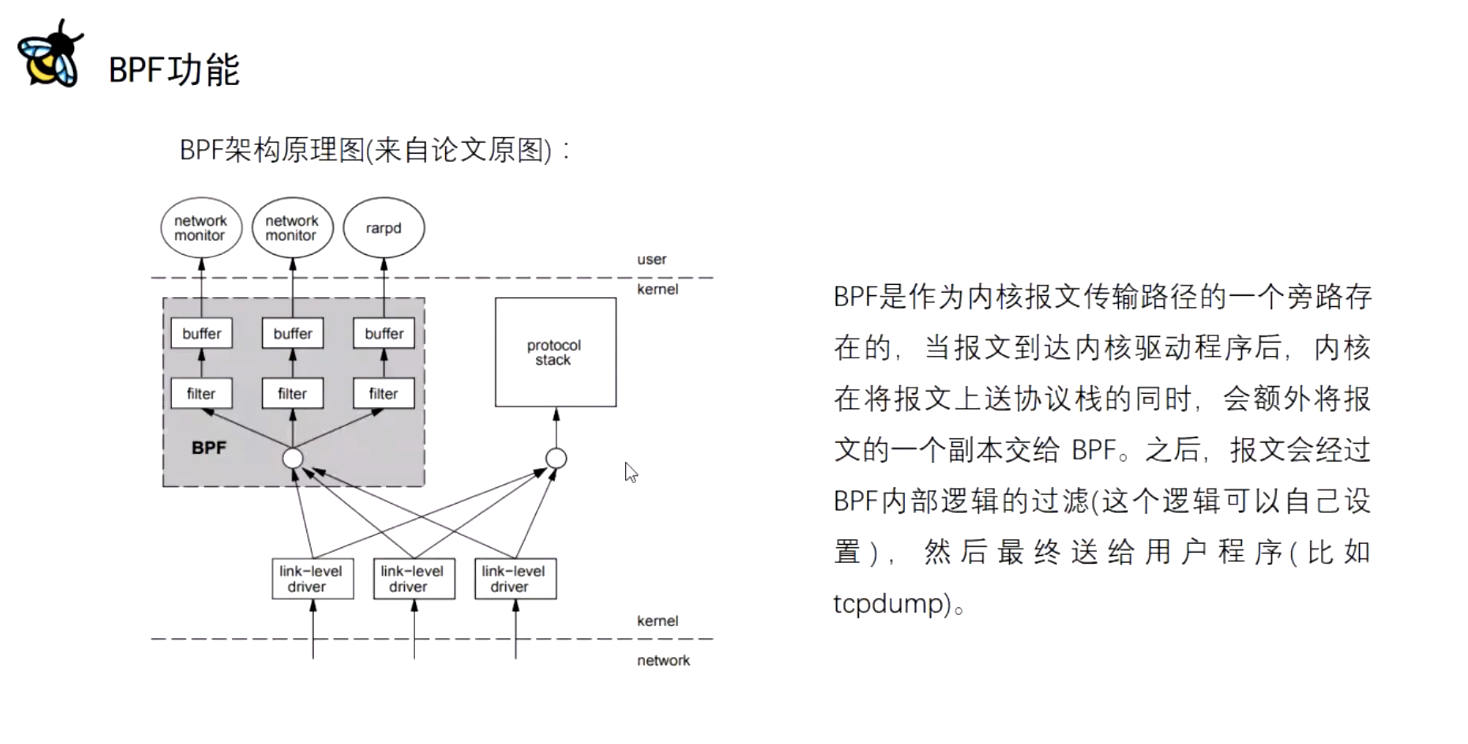 BPF功能
BPF架构原理图(来自论文原图)：
network
monitor
network
monitor
rarpd
user
kernel
buffer
buffer
buffer
protocol
stack
filter
filter
filter
BPF
link-level
driver
link-level
driver
link-level
driver
kernel
network
BPF是作为内核报文传输路径的一个旁路存
在的，当报文到达内核驱动程序后，内核
在将报文上送协议栈的同时，会额外将报
文的一个副本交给 BPF。之后，报文会经过
BPF内部逻辑的过滤(这个逻辑可以自己设
置)，然后最终送给用户程序(比如
tcpdump)。